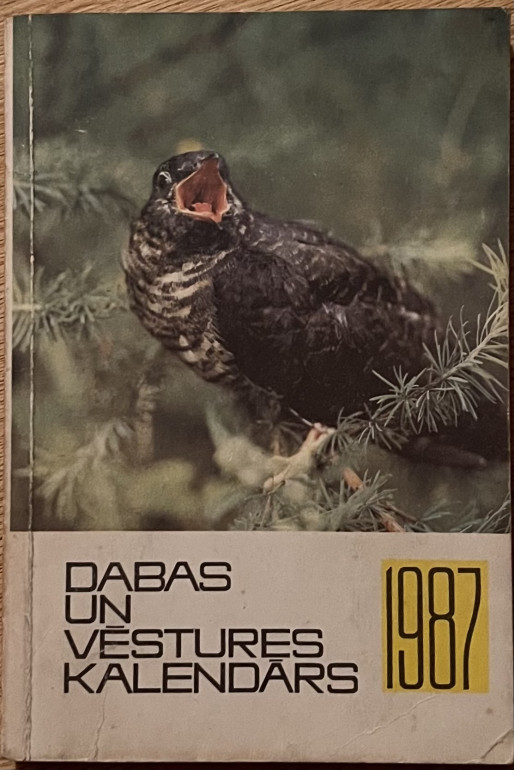 DABAS
UN
VĒSTURES
KALENDĀRS
1987